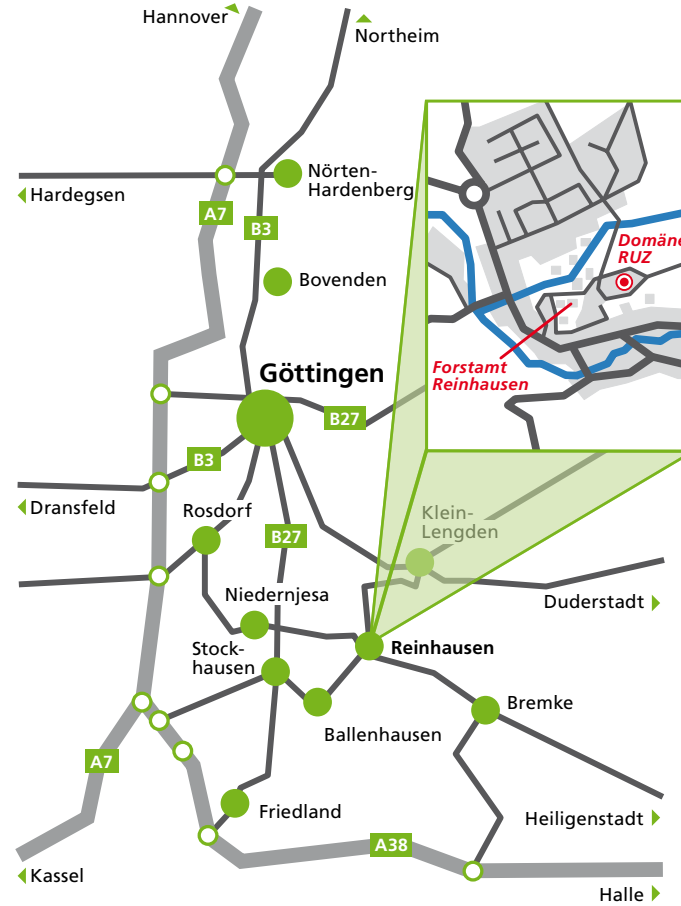 Hannover
Northeim
Nörten-
Hardenberg
Hardegsen
A7
B3
Domäne
RUZ
Bovenden
Forstamt
Reinhausen
Göttingen
B27
B3
Dransfeld
Rosdorf
Klein-
Lengden
B27
Niedernjesa
Duderstadt
Stock-
hausen
Reinhausen
Bremke
Ballenhausen
A7
Friedland
Heiligenstadt
A38
Kassel
Halle